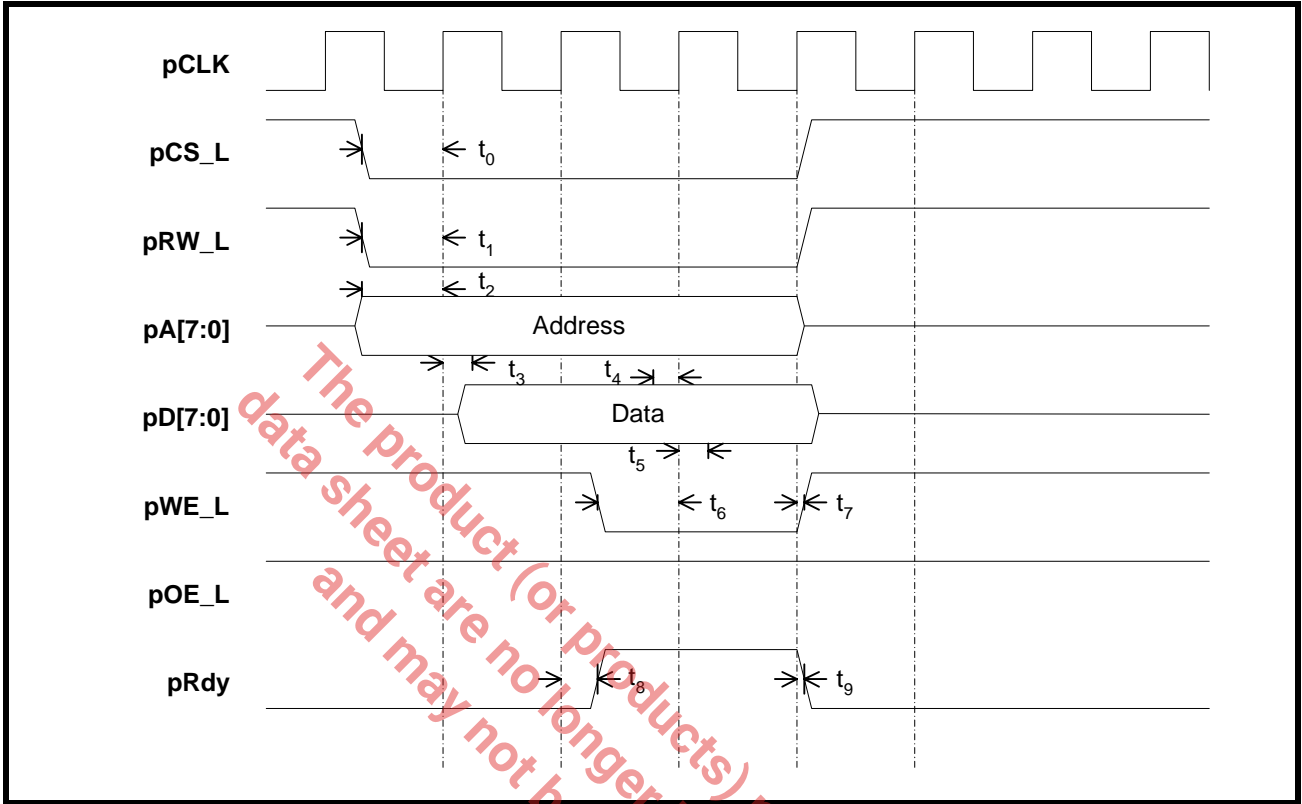 pCLK
pCS_L
t0
pRW_L
t1
t2
pA[7:0]
Address
t3
t4
pD[7:0]
Data
t5
pWE_L
t6
t7
pOE_L
pRdy
t8
t9
The product (or products)
data sheet are no longer
and may not